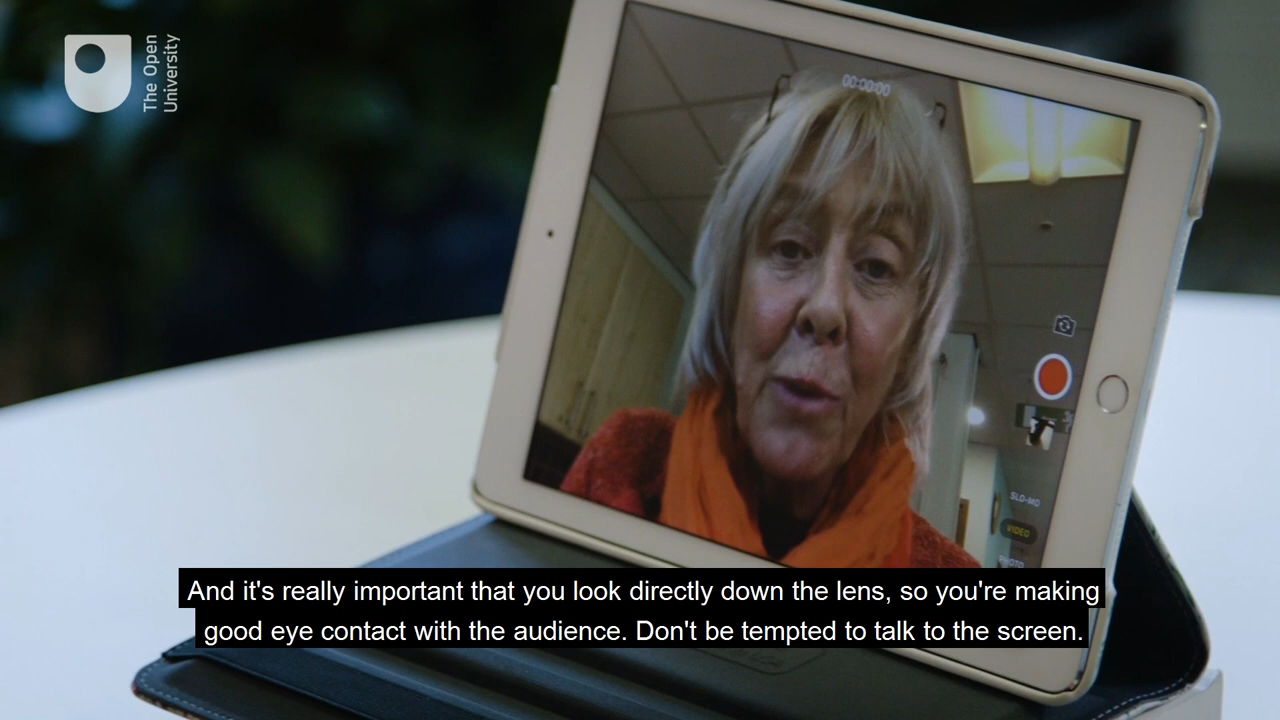 The Open
University
00:00:00
SLO-MO
VIDEO
PHOTO
And it's really important that you look directly down the lens, so you're making
good eye contact with the audience. Don't be tempted to talk to the screen.